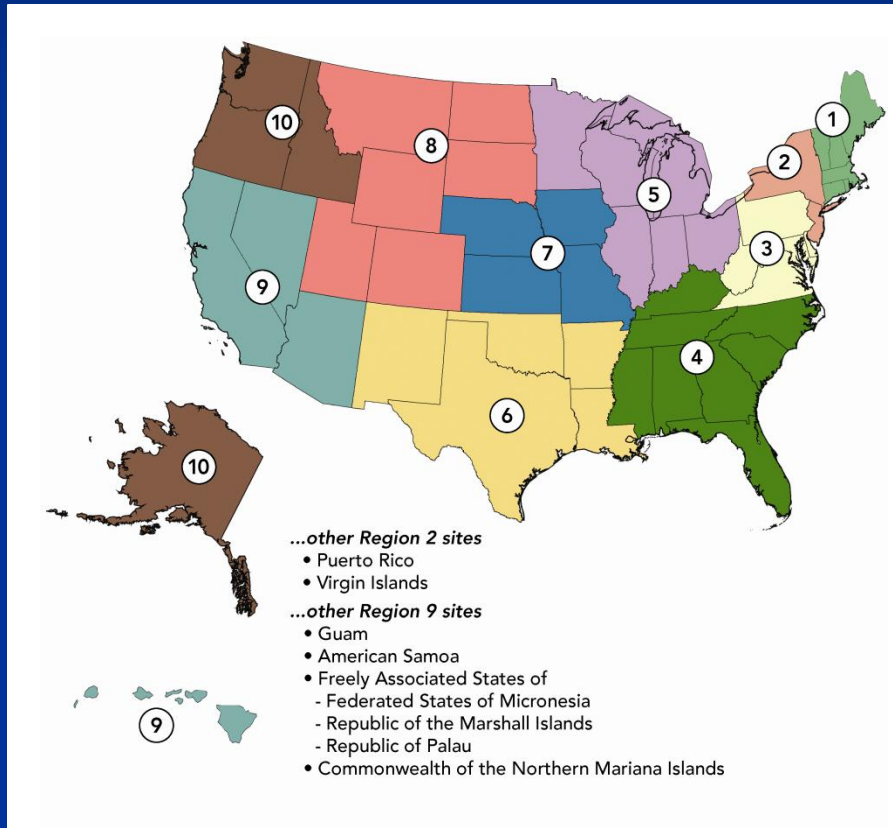 1
10
8
2
5
3
7
9
4
6
10
...other Region 2 sites
• Puerto Rico
• Virgin Islands
...other Region 9 sites
• Guam
• American Samoa
• Freely Associated States of
- Federated States of Micronesia
- Republic of the Marshall Islands
- Republic of Palau
• Commonwealth of the Northern Mariana Islands
9